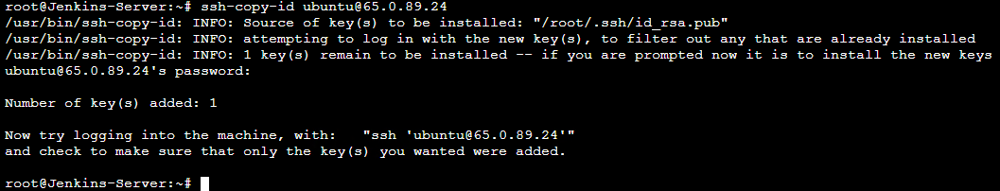 root@Jenkins-Server:~# ssh-copy-id ubuntu@65.0.89.24
/usr/bin/ssh-copy-id: INFO: Source of key(s) to be installed: "/root/.ssh/id_rsa.pub"
/usr/bin/ssh-copy-id: INFO: attempting to log in with the new key(s), to filter out any that are already installed
/usr/bin/ssh-copy-id: INFO: 1 key(s) remain to be installed -- if you are prompted now it is to install the new keys
ubuntu@65.0.89.24's password:
Number of key(s) added: 1
Now try logging into the machine, with:   "ssh 'ubuntu@65.0.89.24'"
and check to make sure that only the key(s) you wanted were added.
root@Jenkins-Server:~#